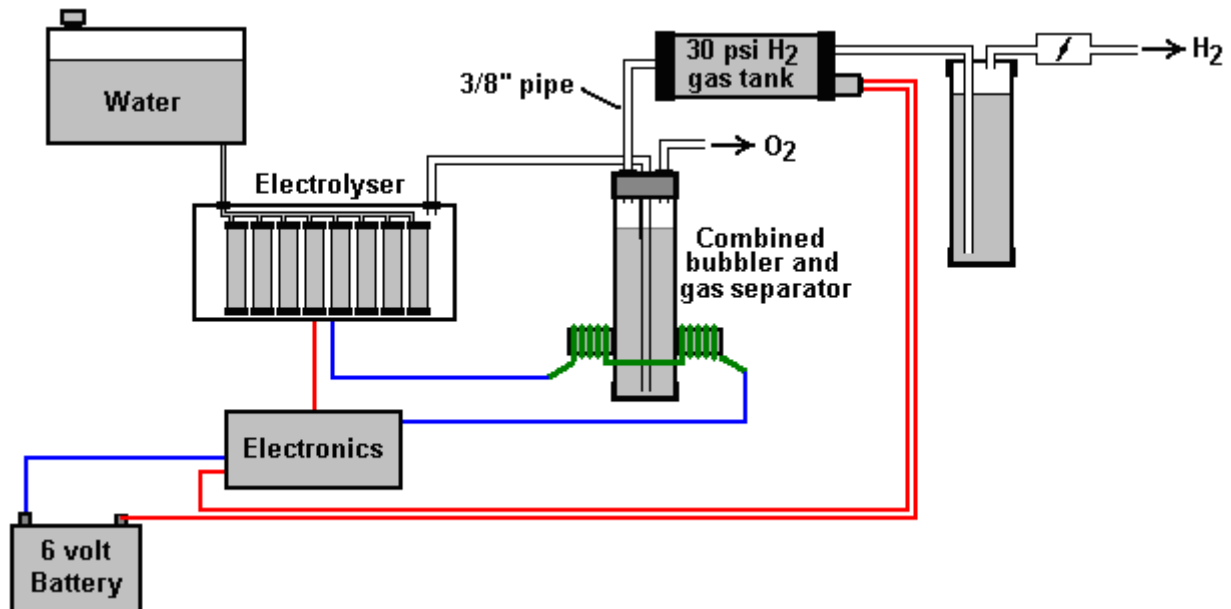 30 psi H2
gas tank
H2
Water
3/8" pipe
O2
Electrolyser
Combined
bubbler and
gas separator
Electronics
6 volt
Battery